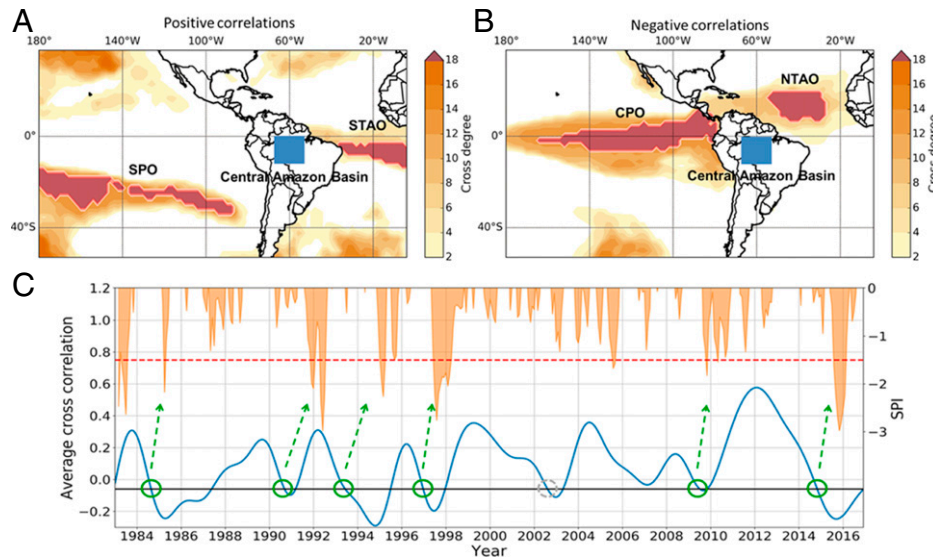 A
Positive correlations
180° 140°W 100°W 60°W 20°W
0°
40°S
SPO
STAO
Central Amazon Basin
18
16
14
12
10
8
6
4
2
Cross degree
B
Negative correlations
180° 140°W 100°W 60°W 20°W
0°
40°S
CPO
NTAO
Central Amazon Basin
18
16
14
12
10
8
6
4
2
Cross degree
C
Average cross correlation
1.2
1.0
0.8
0.6
0.4
0.2
0.0
−0.2
0
−1
−2
−3
SPI
1984 1986 1988 1990 1992 1994 1996 1998 2000 2002 2004 2006 2008 2010 2012 2014 2016
Year